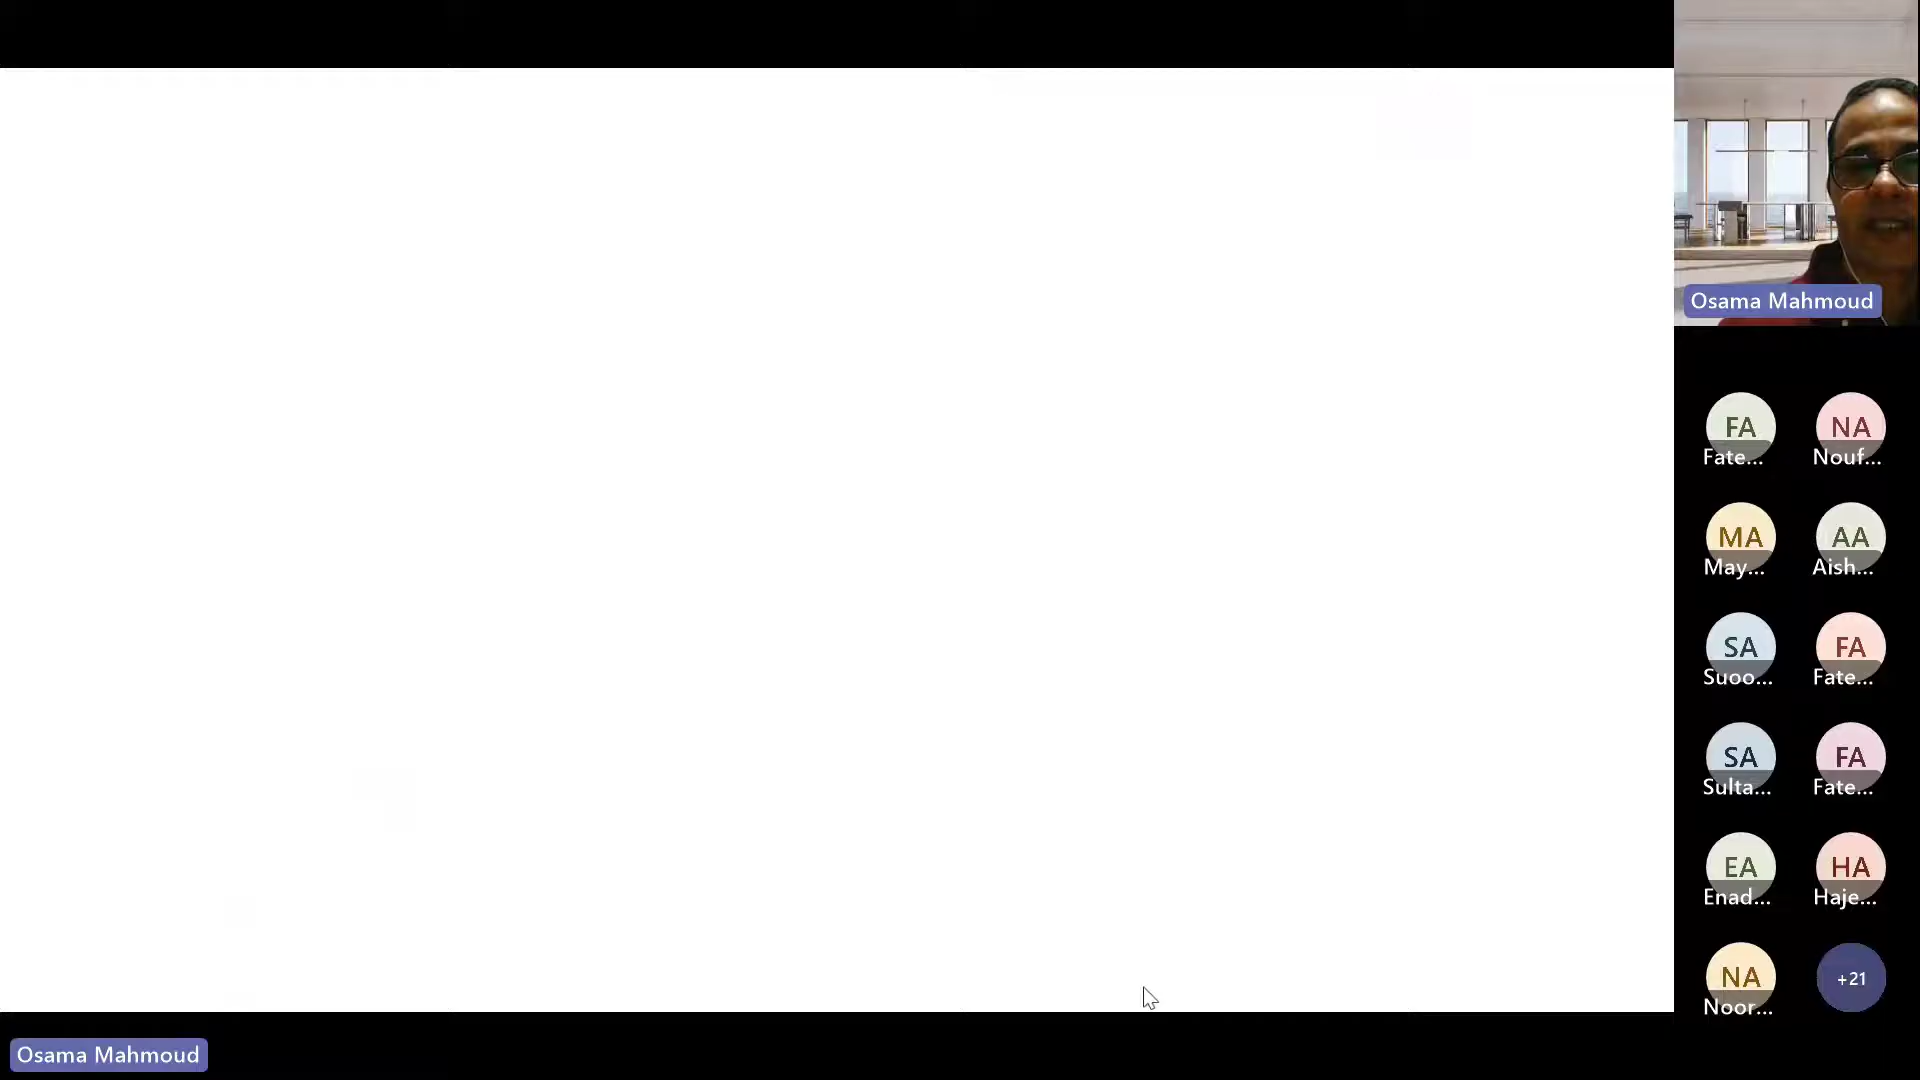 Osama Mahmoud
FA NA
Fate... Nouf...
MA AA
May... Aish...
SA FA
Suoo... Fate...
SA FA
Sulta... Fate...
EA HA
Enad... Haje...
NA +21
Noor...
Osama Mahmoud